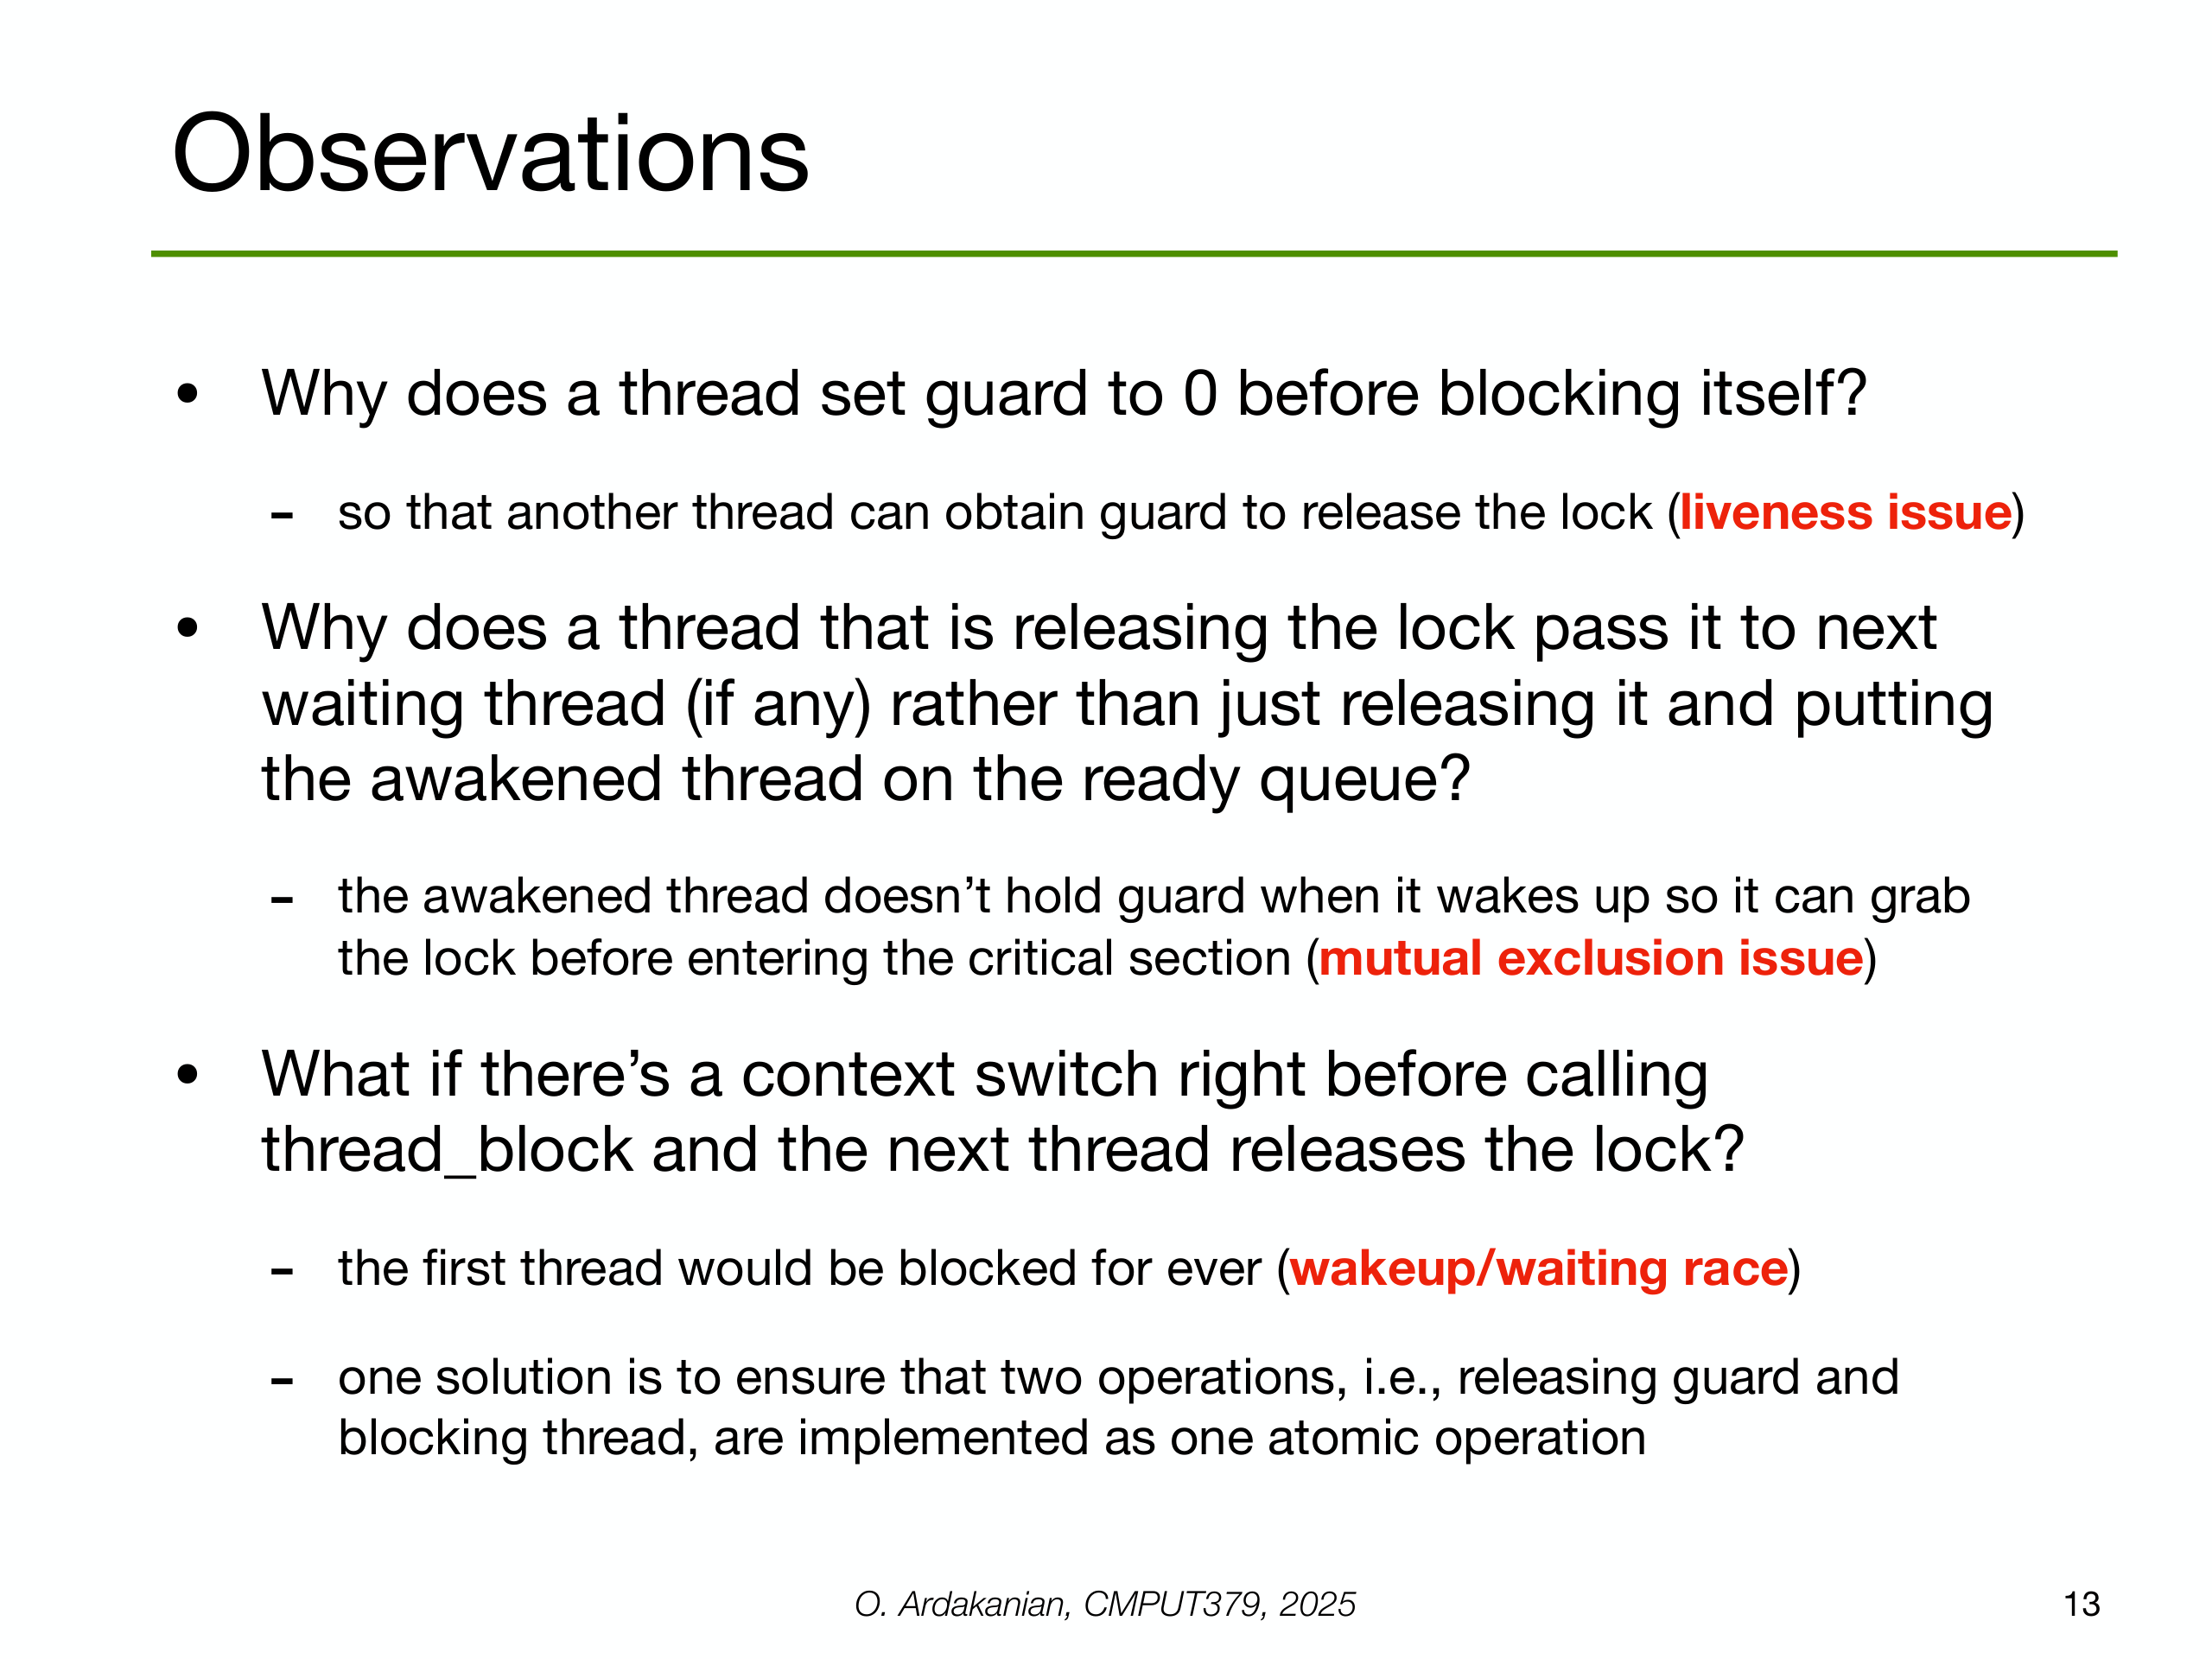 Observations
• Why does a thread set guard to 0 before blocking itself?
- so that another thread can obtain guard to release the lock (liveness issue)
• Why does a thread that is releasing the lock pass it to next
waiting thread (if any) rather than just releasing it and putting
the awakened thread on the ready queue?
- the awakened thread doesn’t hold guard when it wakes up so it can grab
the lock before entering the critical section (mutual exclusion issue)
• What if there’s a context switch right before calling
thread_block and the next thread releases the lock?
- the first thread would be blocked for ever (wakeup/waiting race)
- one solution is to ensure that two operations, i.e., releasing guard and
blocking thread, are implemented as one atomic operation
O. Ardakanian, CMPUT379, 2025
13